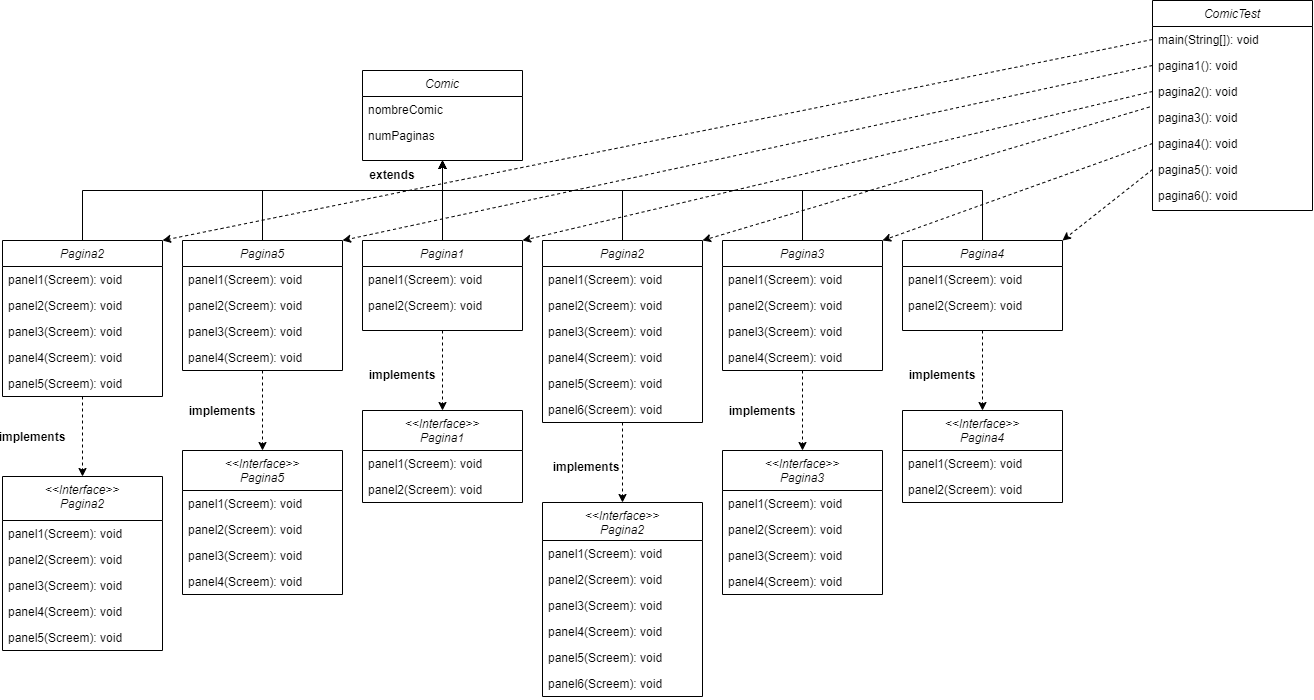 ComicTest
main(String[]): void
pagina1(): void
pagina2(): void
pagina3(): void
pagina4(): void
pagina5(): void
pagina6(): void
Comic
nombreComic
numPaginas
extends
Pagina2
panel1(Screem): void
panel2(Screem): void
panel3(Screem): void
panel4(Screem): void
panel5(Screem): void
Pagina5
panel1(Screem): void
panel2(Screem): void
panel3(Screem): void
panel4(Screem): void
Pagina1
panel1(Screem): void
panel2(Screem): void
Pagina2
panel1(Screem): void
panel2(Screem): void
panel3(Screem): void
panel4(Screem): void
panel5(Screem): void
panel6(Screem): void
Pagina3
panel1(Screem): void
panel2(Screem): void
panel3(Screem): void
panel4(Screem): void
Pagina4
panel1(Screem): void
panel2(Screem): void
implements
implements
implements
implements
implements
implements
<<Interface>>
Pagina2
panel1(Screem): void
panel2(Screem): void
panel3(Screem): void
panel4(Screem): void
panel5(Screem): void
<<Interface>>
Pagina5
panel1(Screem): void
panel2(Screem): void
panel3(Screem): void
panel4(Screem): void
<<Interface>>
Pagina1
panel1(Screem): void
panel2(Screem): void
<<Interface>>
Pagina2
panel1(Screem): void
panel2(Screem): void
panel3(Screem): void
panel4(Screem): void
panel5(Screem): void
panel6(Screem): void
<<Interface>>
Pagina3
panel1(Screem): void
panel2(Screem): void
panel3(Screem): void
panel4(Screem): void
<<Interface>>
Pagina4
panel1(Screem): void
panel2(Screem): void